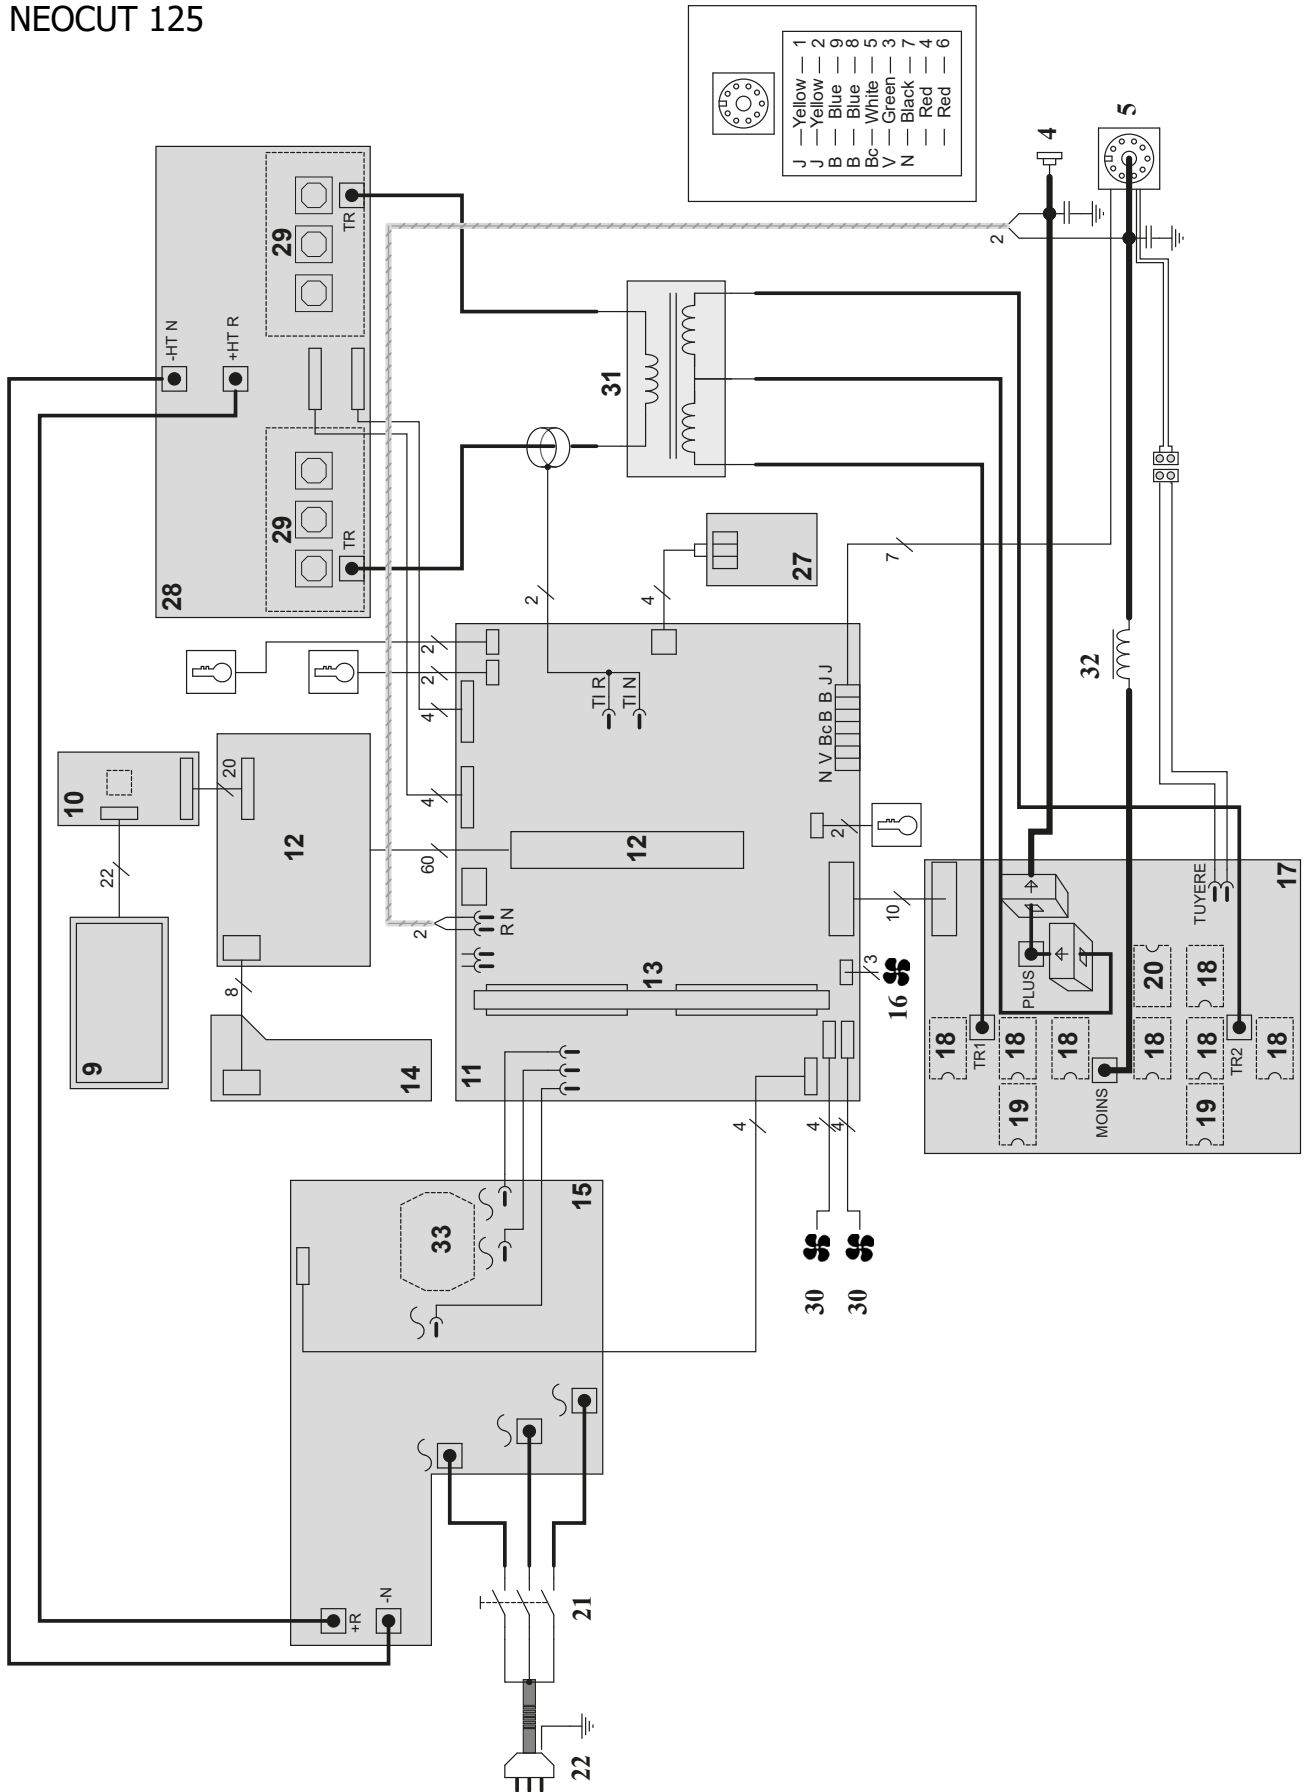 NEOCUT 125
J — Yellow — 1
J — Yellow — 2
B — Blue — 9
B — Blue — 8
Bc — White — 5
V — Green — 3
N — Black — 7
— Red — 4
— Red — 6
4
5
2
-HT N
+HT R
29
TR
29
TR
28
31
2
4
27
7
32
2
2
4
4
TI R
TI N
N V Bc B B J J
10
20
22
12
60
12
2
R N
8
9
14
13
11
2
10
3
16
17
TUYERE
PLUS
20
18
18
TR1
18
18
18
18
TR2
18
19
19
MOINS
4
4
4
30
30
15
33
+R
-N
21
22